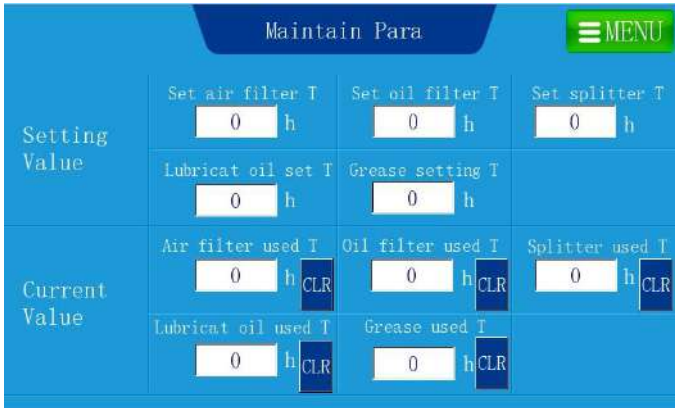 Maintain Para
MENU
Set air filter T Set oil filter T Set splitter T
0 h 0 h 0 h
Setting
Value
Lubricat oil set T Grease setting T
0 h 0 h
Air filter used T Oil filter used T Splitter used T
0 h CLR 0 h CLR 0 h CLR
Current
Value
Lubricat oil used T Grease used T
0 h CLR 0 h CLR